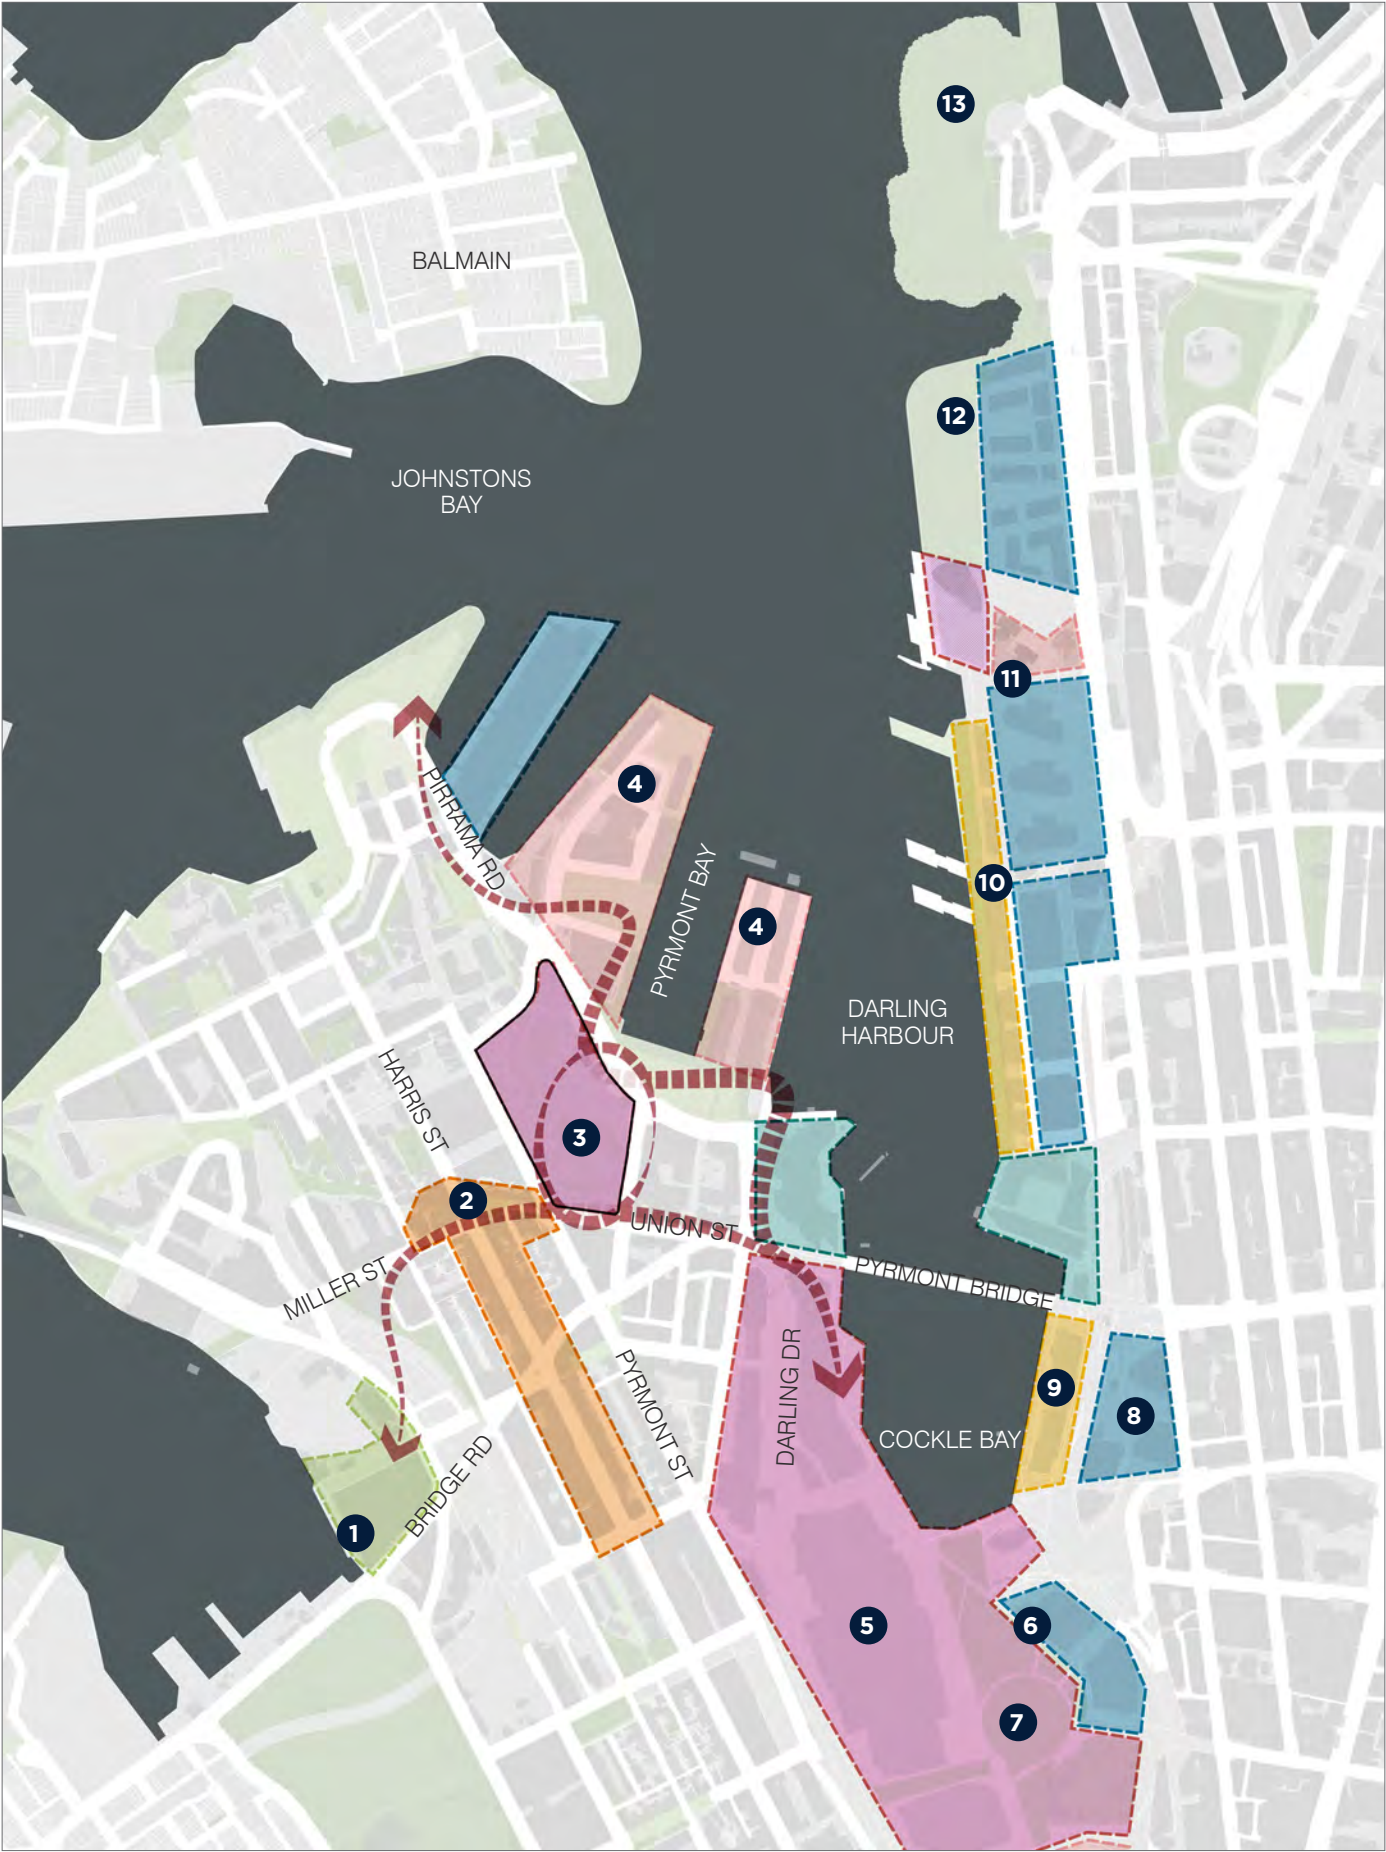 13
BALMAIN
12
JOHNSTONS
BAY
11
4
PIRRAMA RD
PYRMONT BAY
10
4
DARLING
HARBOUR
HARRIS ST
3
2
UNION ST
MILLER ST
PYRMONT BRIDGE
PYRMONT ST
DARLING DR
9
8
COCKLE BAY
BRIDGE RD
1
5
6
7